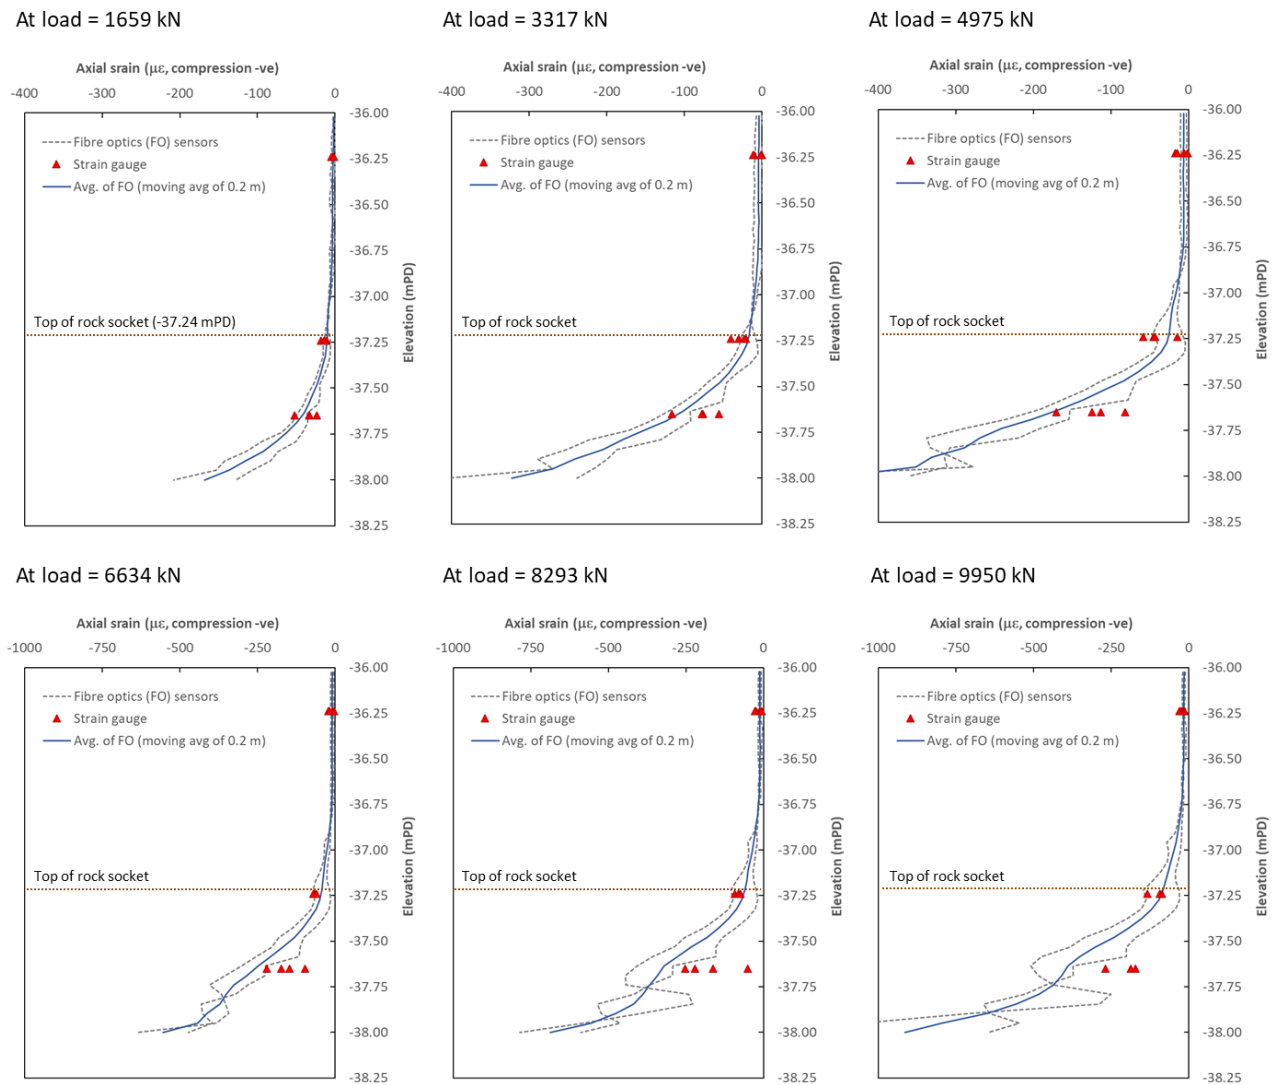 At load = 1659 kN
Axial srain (με, compression -ve)
-400 -300 -200 -100 0
-36.00
-36.25
-36.50
-36.75
-37.00
-37.25
-37.50
-37.75
-38.00
-38.25
Elevation (mPD)
Fibre optics (FO) sensors
Strain gauge
Avg. of FO (moving avg of 0.2 m)
Top of rock socket (-37.24 mPD)
At load = 3317 kN
Axial srain (με, compression -ve)
-400 -300 -200 -100 0
-36.00
-36.25
-36.50
-36.75
-37.00
-37.25
-37.50
-37.75
-38.00
-38.25
Elevation (mPD)
Fibre optics (FO) sensors
Strain gauge
Avg. of FO (moving avg of 0.2 m)
Top of rock socket
At load = 4975 kN
Axial srain (με, compression -ve)
-400 -300 -200 -100 0
-36.00
-36.25
-36.50
-36.75
-37.00
-37.25
-37.50
-37.75
-38.00
-38.25
Elevation (mPD)
Fibre optics (FO) sensors
Strain gauge
Avg. of FO (moving avg of 0.2 m)
Top of rock socket
At load = 6634 kN
Axial srain (με, compression -ve)
-1000 -750 -500 -250 0
-36.00
-36.25
-36.50
-36.75
-37.00
-37.25
-37.50
-37.75
-38.00
-38.25
Elevation (mPD)
Fibre optics (FO) sensors
Strain gauge
Avg. of FO (moving avg of 0.2 m)
Top of rock socket
At load = 8293 kN
Axial srain (με, compression -ve)
-1000 -750 -500 -250 0
-36.00
-36.25
-36.50
-36.75
-37.00
-37.25
-37.50
-37.75
-38.00
-38.25
Elevation (mPD)
Fibre optics (FO) sensors
Strain gauge
Avg. of FO (moving avg of 0.2 m)
Top of rock socket
At load = 9950 kN
Axial srain (με, compression -ve)
-1000 -750 -500 -250 0
-36.00
-36.25
-36.50
-36.75
-37.00
-37.25
-37.50
-37.75
-38.00
-38.25
Elevation (mPD)
Fibre optics (FO) sensors
Strain gauge
Avg. of FO (moving avg of 0.2 m)
Top of rock socket